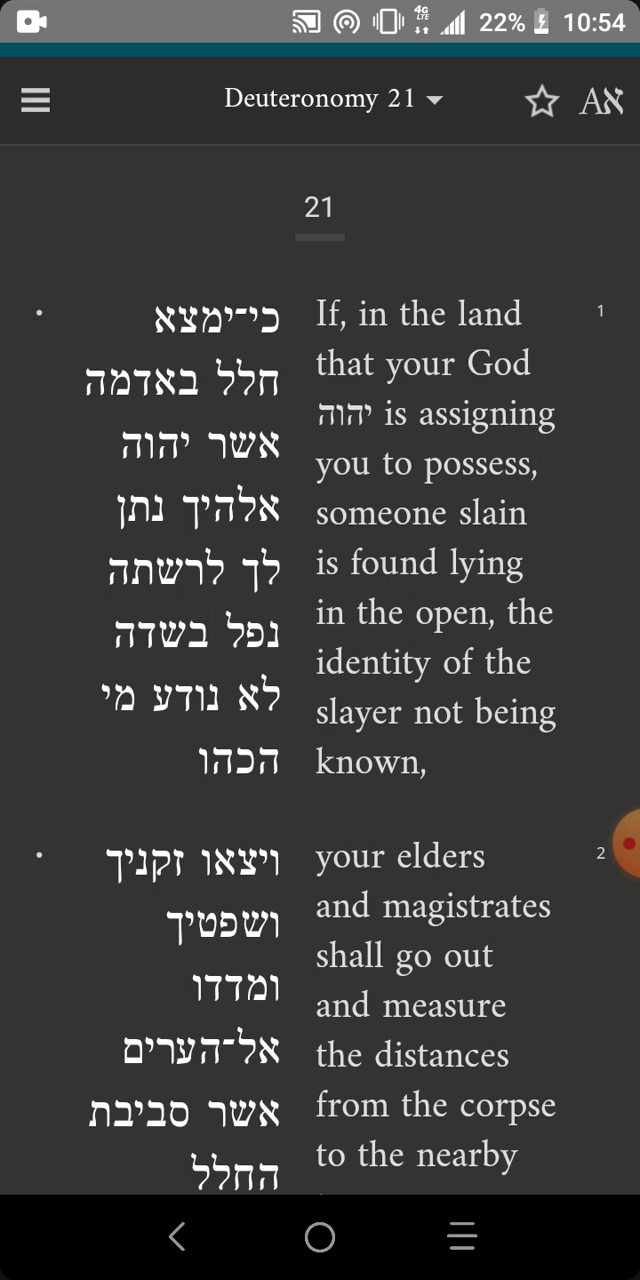 4G
LTE
22%
10:54
Deuteronomy 21
Aא
21
כי־ימצא
חלל באדמה
אשר יהוה
אלהיך נתן
לך לרשתה
נפל בשדה
לא נודע מי
הכהו
If, in the land
that your God
יהוה is assigning
you to possess,
someone slain
is found lying
in the open, the
identity of the
slayer not being
known,
1
ויצאו זקניך
ושפטיך
ומדדו
אל־הערים
אשר סביבת
החלל
your elders
and magistrates
shall go out
and measure
the distances
from the corpse
to the nearby
2